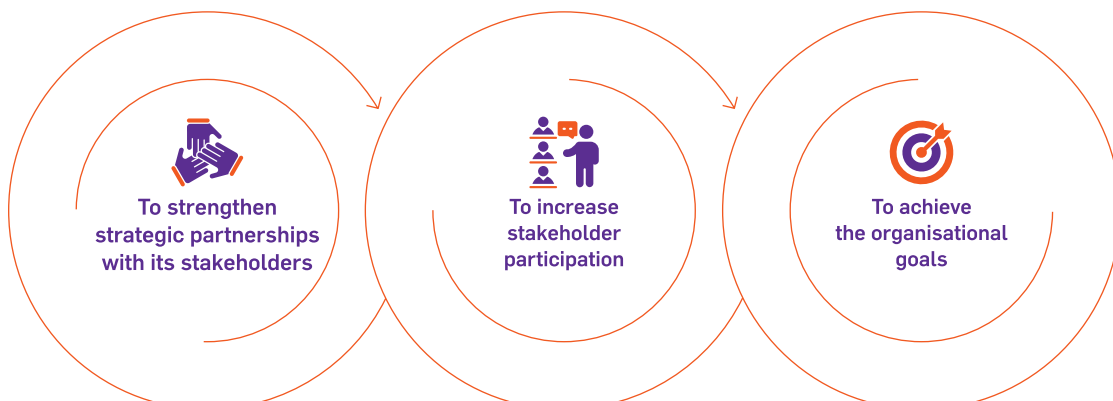 To strengthen
strategic partnerships
with its stakeholders
To increase
stakeholder
participation
To achieve
the organisational
goals